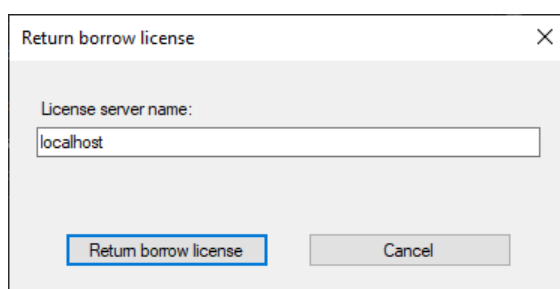 Return borrow license
License server name:
localhost
Return borrow license
Cancel